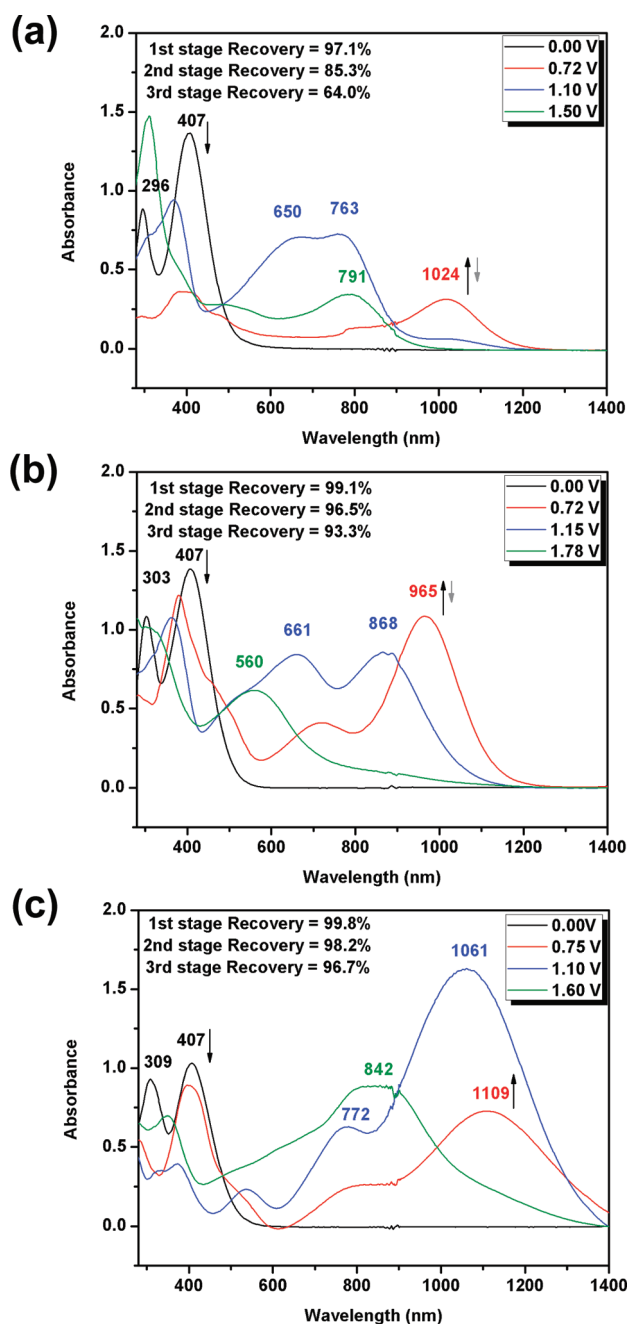 (a)
2.0
1st stage Recovery = 97.1%
2nd stage Recovery = 85.3%
3rd stage Recovery = 64.0%
0.00 V
0.72 V
1.10 V
1.50 V
1.5
407
296
1.0
650
763
791
1024
0.5
0.0
Absorbance
400 600 800 1000 1200 1400
Wavelength (nm)
(b)
2.0
1st stage Recovery = 99.1%
2nd stage Recovery = 96.5%
3rd stage Recovery = 93.3%
0.00 V
0.72 V
1.15 V
1.78 V
1.5
407
303
965
1.0
661
868
560
0.5
0.0
Absorbance
400 600 800 1000 1200 1400
Wavelength (nm)
(c)
2.0
1st stage Recovery = 99.8%
2nd stage Recovery = 98.2%
3rd stage Recovery = 96.7%
0.00V
0.75 V
1.10 V
1.60 V
1061
1.5
407
309
842
1.0
772
1109
0.5
0.0
Absorbance
400 600 800 1000 1200 1400
Wavelength (nm)